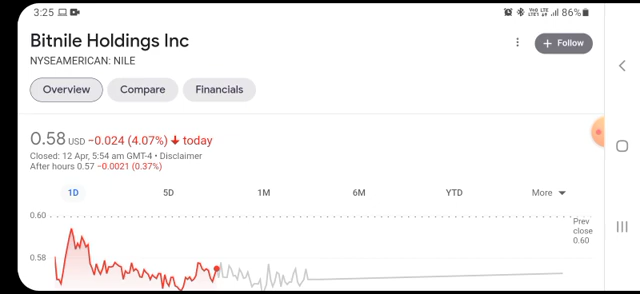 3:25 86%
Bitnile Holdings Inc
+ Follow
NYSEAMERICAN: NILE
Overview Compare Financials
0.58 USD −0.024 (4.07%) ↓ today
Closed: 12 Apr, 5:54 am GMT-4 • Disclaimer
After hours 0.57 −0.0021 (0.37%)
1D 5D 1M 6M YTD More
0.60
Prev
close
0.60
0.58